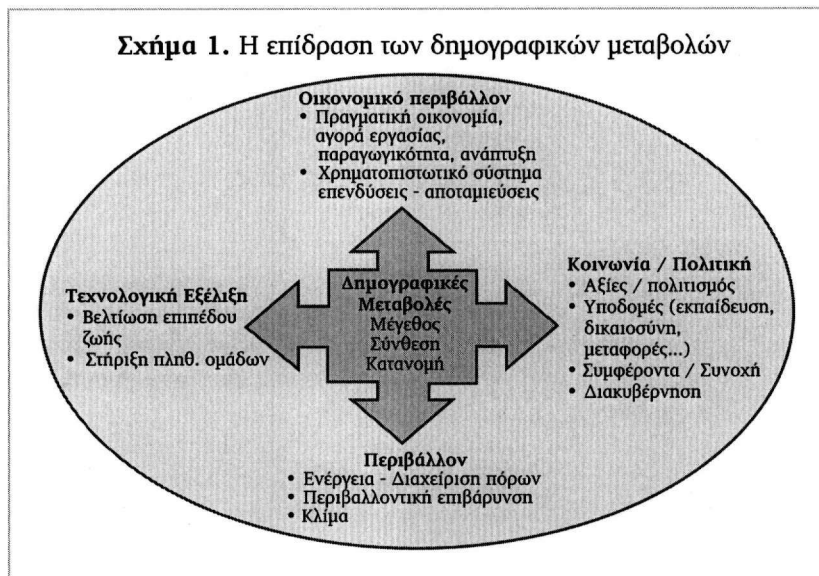 Σχήμα 1. Η επίδραση των δημογραφικών μεταβολών
Οικονομικό περιβάλλον
• Πραγματική οικονομία,
αγορά εργασίας,
παραγωγικότητα, ανάπτυξη
• Χρηματοπιστωτικό σύστημα
επενδύσεις - αποταμιεύσεις
Τεχνολογική Εξέλιξη
• Βελτίωση επιπέδου
ζωής
• Στήριξη πληθ. ομάδων
Δημογραφικές
Μεταβολές
Μέγεθος
Σύνθεση
Κατανομή
Κοινωνία / Πολιτική
• Αξίες / πολιτισμός
• Υποδομές (εκπαίδευση,
δικαιοσύνη,
μεταφορές...)
• Συμφέροντα / Συνοχή
• Διακυβέρνηση
Περιβάλλον
• Ενέργεια - Διαχείριση πόρων
• Περιβαλλοντική επιβάρυνση
• Κλίμα